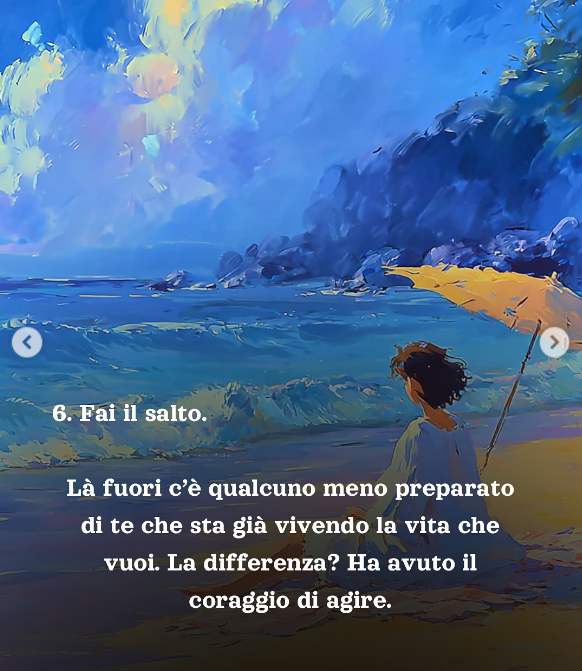 6. Fai il salto.
Là fuori c’è qualcuno meno preparato
di te che sta già vivendo la vita che
vuoi. La differenza? Ha avuto il
coraggio di agire.